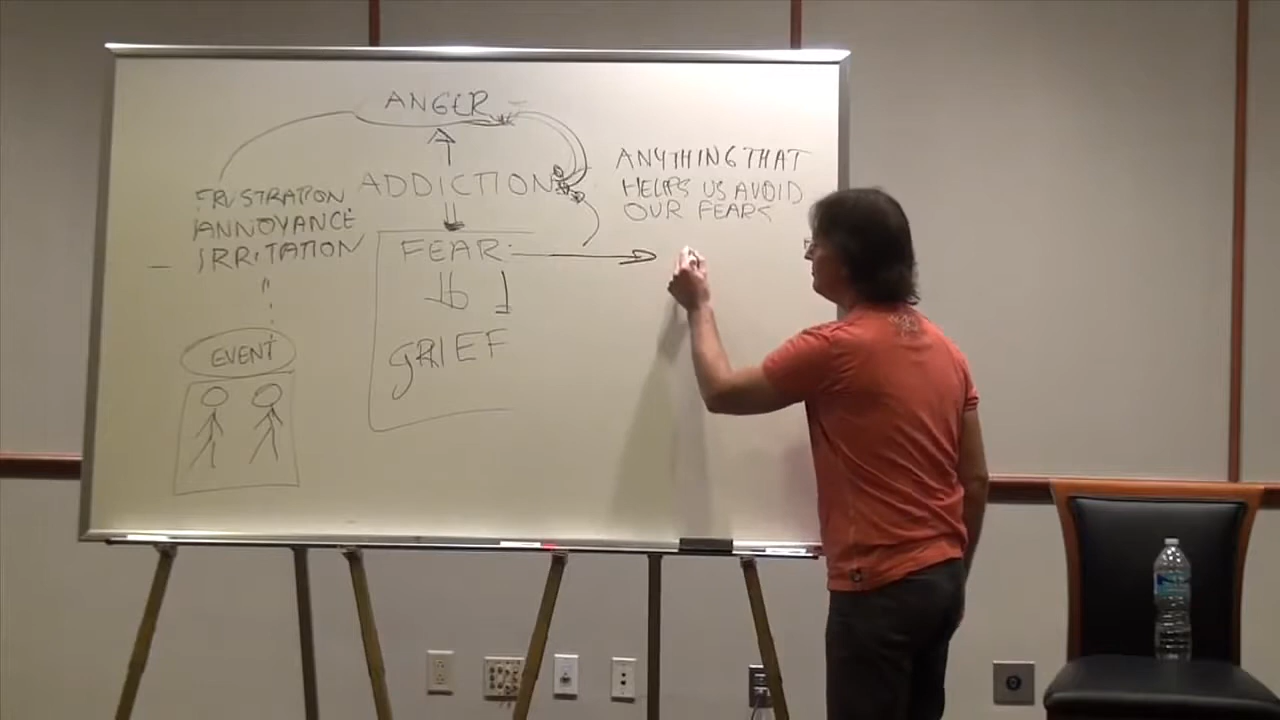 ANGER
ADDICTION
ANYTHING THAT
HELPS US AVOID
OUR FEARS
FRUSTRATION
ANNOYANCE
IRRITATION
FEAR
GRIEF
EVENT